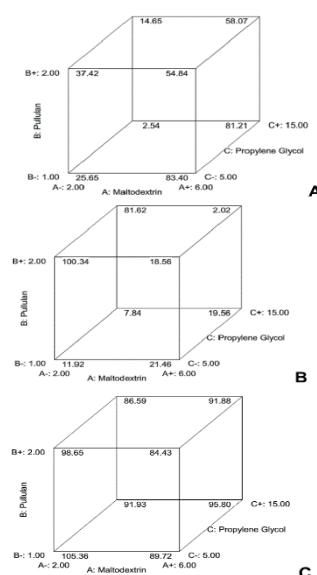 14.65 58.07
B+: 2.00 37.42 54.84
B: Pullulan
2.54 81.21 C+: 15.00
C: Propylene Glycol
B-: 1.00 25.65 83.40 C-: 5.00
A-: 2.00 A+: 6.00
A: Maltodextrin
A
81.62 2.02
B+: 2.00 100.34 18.56
B: Pullulan
7.84 19.56 C+: 15.00
C: Propylene Glycol
B-: 1.00 11.92 21.46 C-: 5.00
A-: 2.00 A+: 6.00
A: Maltodextrin
B
86.59 91.88
B+: 2.00 98.65 84.43
B: Pullulan
91.93 95.80 C+: 15.00
C: Propylene Glycol
B-: 1.00 105.36 89.72 C-: 5.00
A-: 2.00 A+: 6.00
A: Maltodextrin
C